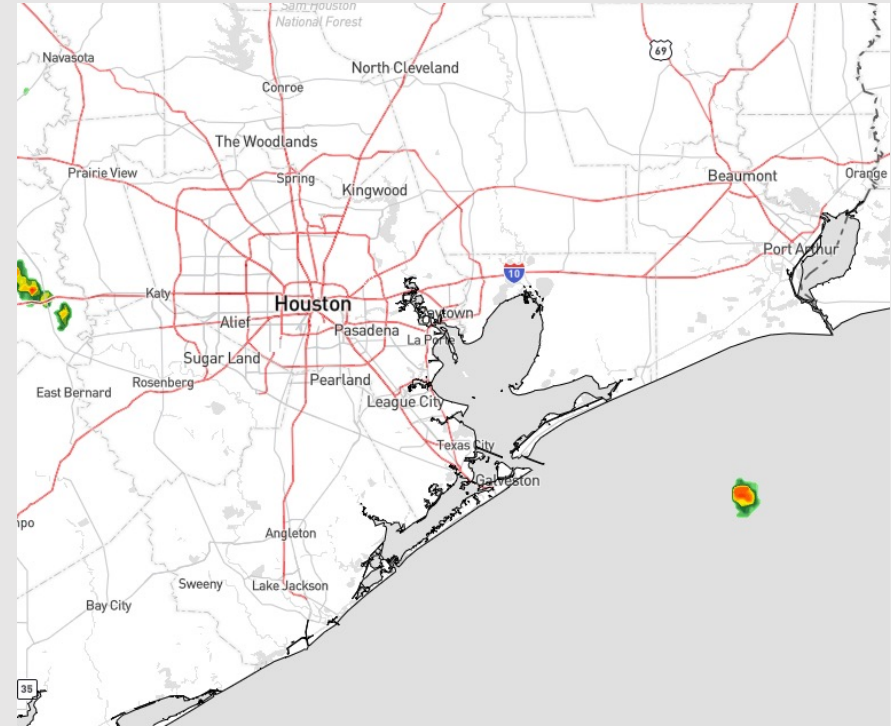 Sam Houston
National Forest
69
Navasota
North Cleveland
Conroe
The Woodlands
Prairie View
Spring
Kingwood
Beaumont
Orange
Port Arthur
10
Katy
Houston
Baytown
Alief
Pasadena
La Porte
Sugar Land
Pearland
Rosenberg
East Bernard
League City
Texas City
Galveston
mpo
Angleton
Sweeny
Lake Jackson
Bay City
35